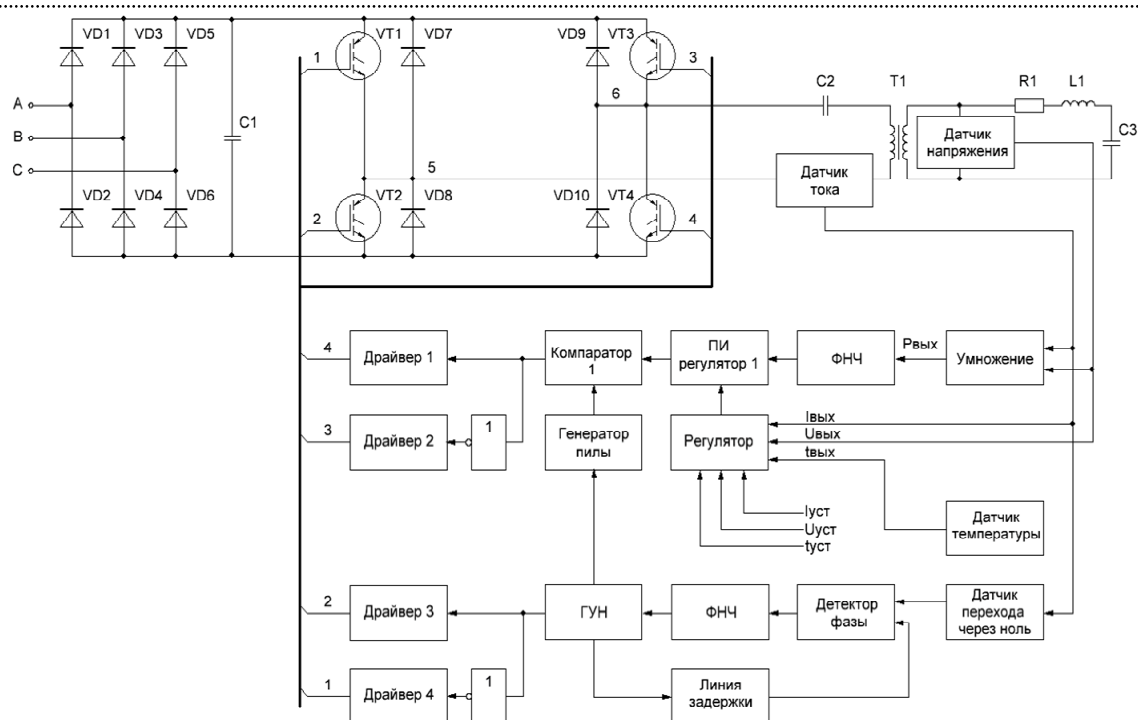 VD1 VD3 VD5 VT1 VD7 VD9 VT3
1 3
A
B
C
C1
6
C2 T1 R1 L1
C3
Датчик
напряжения
5
Датчик
тока
VD2 VD4 VD6 VT2 VD8 VD10 VT4
2 4
4
Драйвер 1
Компаратор
1
ПИ
регулятор 1
ФНЧ
Pвых
Умножение
3
Драйвер 2
1
Генератор
пилы
Регулятор
Iвых
Uвых
tвых
Iуст
Uуст
tуст
Датчик
температуры
2
Драйвер 3
ГУН
ФНЧ
Детектор
фазы
Датчик
перехода
через ноль
1
Драйвер 4
1
Линия
задержки